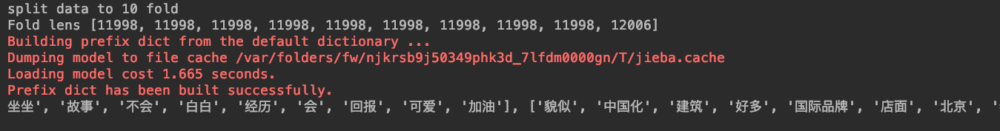 split data to 10 fold
Fold lens [11998, 11998, 11998, 11998, 11998, 11998, 11998, 11998, 11998, 12006]
Building prefix dict from the default dictionary ...
Dumping model to file cache /var/folders/fw/njkrsb9j50349phk3d_7lfdm0000gn/T/jieba.cache
Loading model cost 1.665 seconds.
Prefix dict has been built successfully.
坐坐', '故事', '不会', '白白', '经历', '会', '回报', '可爱', '加油'], ['貌似', '中国化', '建筑', '好多', '国际品牌', '店面', '北京', '